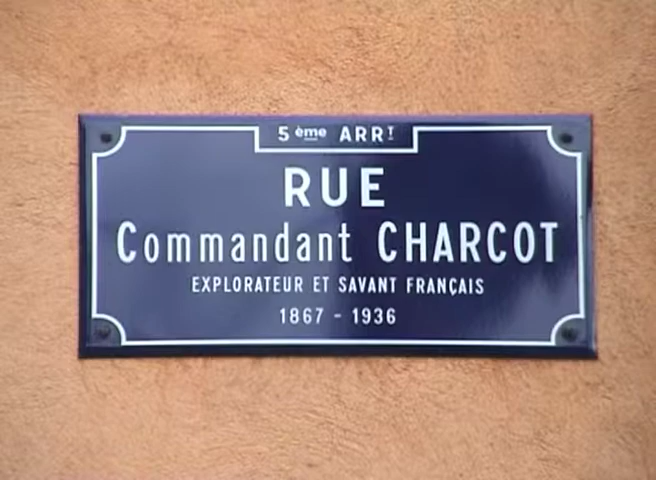 5ème ARRT
RUE
Commandant CHARCOT
EXPLORATEUR ET SAVANT FRANÇAIS
1867 - 1936